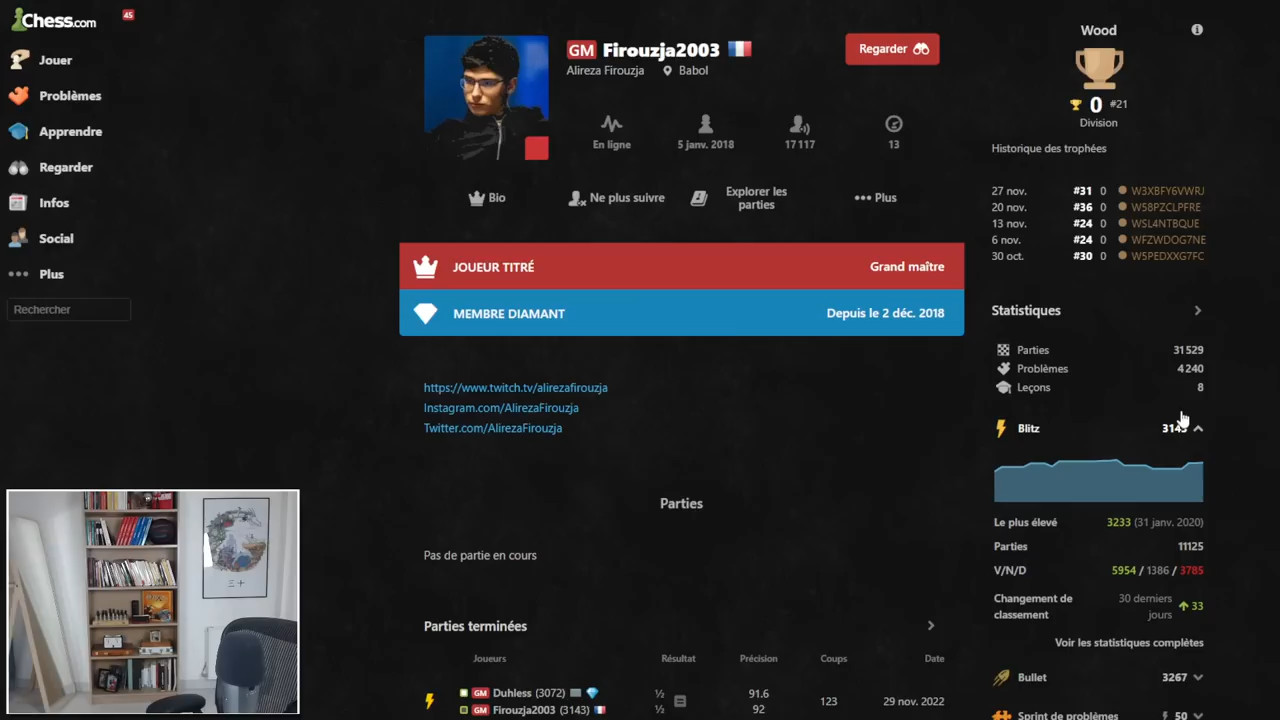 Chess.com
45
Jouer
Problèmes
Apprendre
Regarder
Infos
Social
Plus
Rechercher
GM Firouzja2003
Alireza Firouzja Babol
Regarder
En ligne
5 janv. 2018
17 117
13
Bio
Ne plus suivre
Explorer les parties
Plus
JOUEUR TITRÉ Grand maître
MEMBRE DIAMANT Depuis le 2 déc. 2018
https://www.twitch.tv/alirezafirouzja
Instagram.com/AlirezaFirouzja
Twitter.com/AlirezaFirouzja
Parties
Pas de partie en cours
Parties terminées
Joueurs Résultat Précision Coups Date
GM Duhless (3072) ½ 91.6
123 29 nov. 2022
GM Firouzja2003 (3143) ½ 92
Wood
0 #21
Division
Historique des trophées
27 nov. #31 0 W3XBFY6VWRJ
20 nov. #36 0 W58PZCLPFRE
13 nov. #24 0 WSL4NTBQUE
6 nov. #24 0 WFZWDOG7NE
30 oct. #30 0 W5PEDXXG7FC
Statistiques
Parties 31 529
Problèmes 4 240
Leçons 8
Blitz
Le plus élevé 3233 (31 janv. 2020)
Parties 11125
V/N/D 5954 / 1386 / 3785
Changement de classement 30 derniers jours 33
Voir les statistiques complètes
Bullet 3267
Sprint de problèmes 50
三十